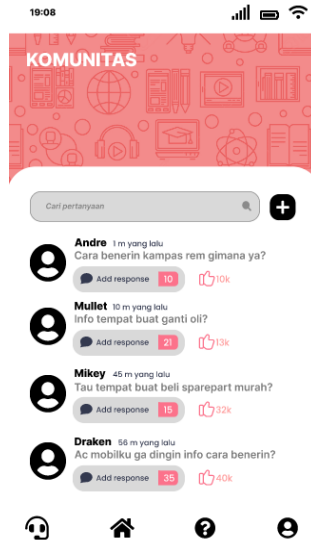 19:08
KOMUNITAS
Cari pertanyaan
Andre 1 m yang lalu
Cara benerin kampas rem gimana ya?
Add response 10 10k
Mullet 10 m yang lalu
Info tempat buat ganti oli?
Add response 21 13k
Mikey 45 m yang lalu
Tau tempat buat beli sparepart murah?
Add response 15 32k
Draken 56 m yang lalu
Ac mobilku ga dingin info cara benerin?
Add response 35 40k